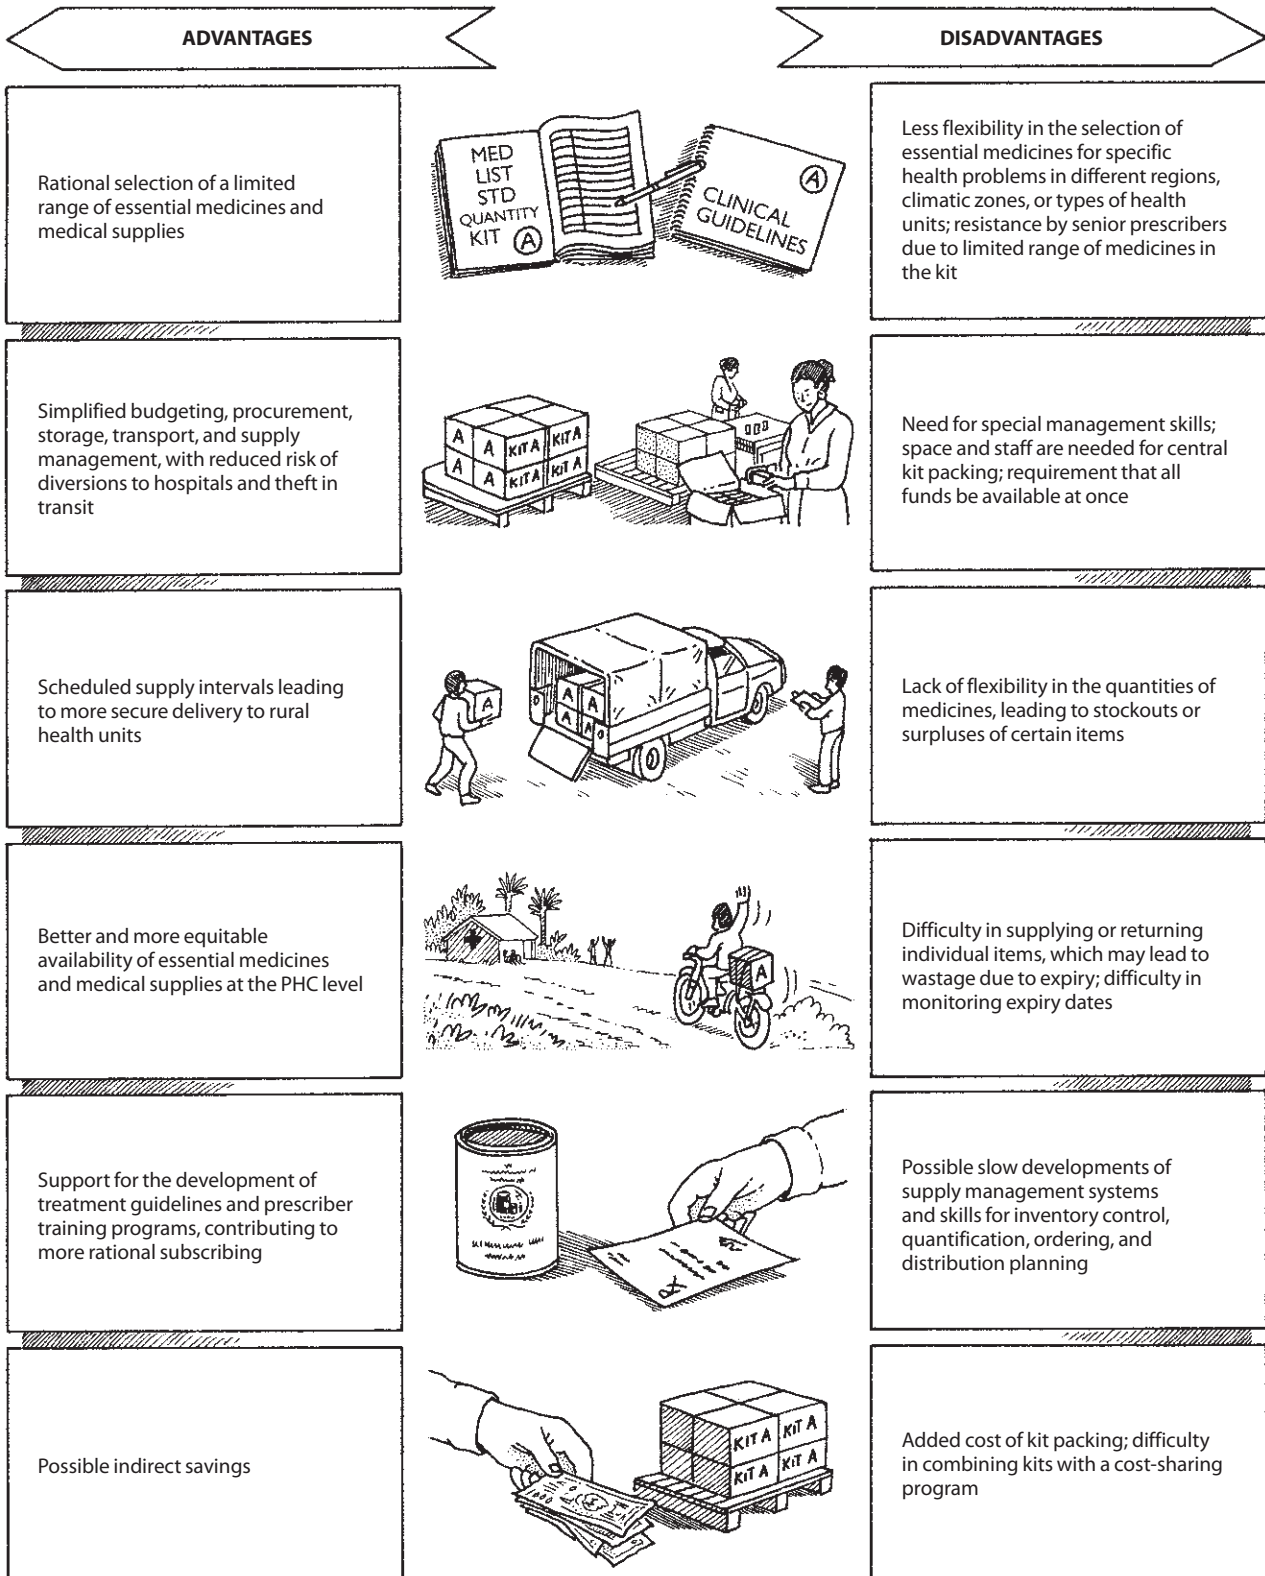 ADVANTAGES
DISADVANTAGES
Rational selection of a limited
range of essential medicines and
medical supplies
MED
LIST
STD
QUANTITY
KIT A
CLINICAL
GUIDELINES
A
Less flexibility in the selection of
essential medicines for specific
health problems in different regions,
climatic zones, or types of health
units; resistance by senior prescribers
due to limited range of medicines in
the kit
Simplified budgeting, procurement,
storage, transport, and supply
management, with reduced risk of
diversions to hospitals and theft in
transit
A A KIT A KIT A
A A KIT A KIT A
Need for special management skills;
space and staff are needed for central
kit packing; requirement that all
funds be available at once
Scheduled supply intervals leading
to more secure delivery to rural
health units
A
A A
A A
Lack of flexibility in the quantities of
medicines, leading to stockouts or
surpluses of certain items
Better and more equitable
availability of essential medicines
and medical supplies at the PHC level
A
Difficulty in supplying or returning
individual items, which may lead to
wastage due to expiry; difficulty in
monitoring expiry dates
Support for the development of
treatment guidelines and prescriber
training programs, contributing to
more rational subscribing
Rx
Possible slow developments of
supply management systems
and skills for inventory control,
quantification, ordering, and
distribution planning
Possible indirect savings
KIT A KIT A
KIT A KIT A
Added cost of kit packing; difficulty
in combining kits with a cost-sharing
program